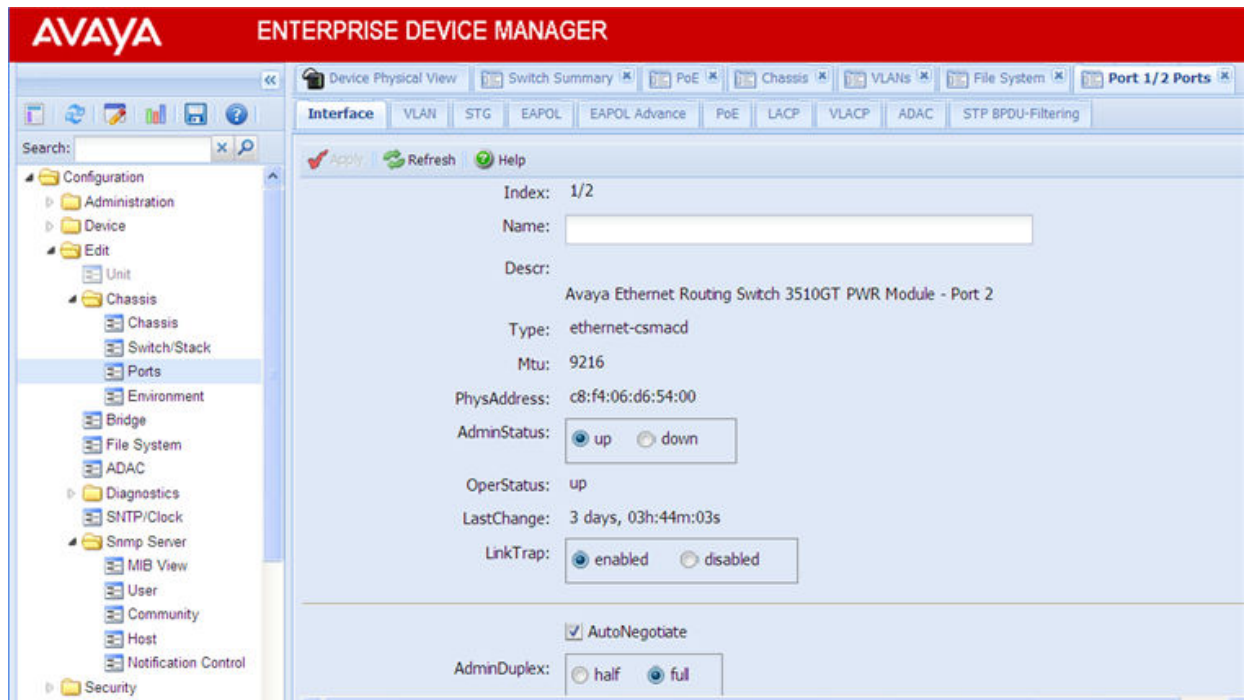 AVAYA ENTERPRISE DEVICE MANAGER
Device Physical View Switch Summary PoE Chassis VLANs File System Port 1/2 Ports
Interface VLAN STG EAPOL EAPOL Advance PoE LACP VLACP ADAC STP BPDU-Filtering
Search:
Apply Refresh Help
Configuration
Administration
Device
Edit
Unit
Chassis
Chassis
Switch/Stack
Ports
Environment
Bridge
File System
ADAC
Diagnostics
SNTP/Clock
Snmp Server
MIB View
User
Community
Host
Notification Control
Security
Index: 1/2
Name:
Descr:
Avaya Ethernet Routing Switch 3510GT PWR Module - Port 2
Type: ethernet-csmacd
Mtu: 9216
PhysAddress: c8:f4:06:d6:54:00
AdminStatus: up down
OperStatus: up
LastChange: 3 days, 03h:44m:03s
LinkTrap: enabled disabled
AutoNegotiate
AdminDuplex: half full